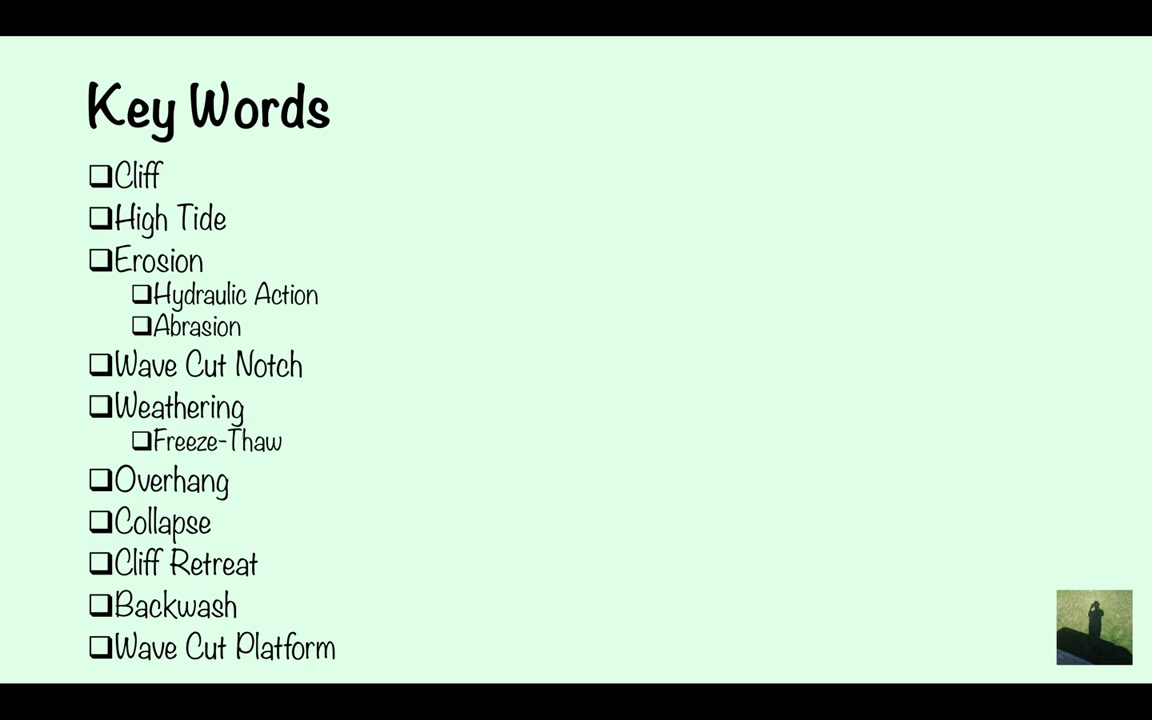 Key Words
❑Cliff
❑High Tide
❑Erosion
❑Hydraulic Action
❑Abrasion
❑Wave Cut Notch
❑Weathering
❑Freeze-Thaw
❑Overhang
❑Collapse
❑Cliff Retreat
❑Backwash
❑Wave Cut Platform